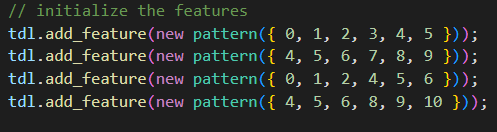 // initialize the features
tdl.add_feature(new pattern({ 0, 1, 2, 3, 4, 5 }));
tdl.add_feature(new pattern({ 4, 5, 6, 7, 8, 9 }));
tdl.add_feature(new pattern({ 0, 1, 2, 4, 5, 6 }));
tdl.add_feature(new pattern({ 4, 5, 6, 8, 9, 10 }));